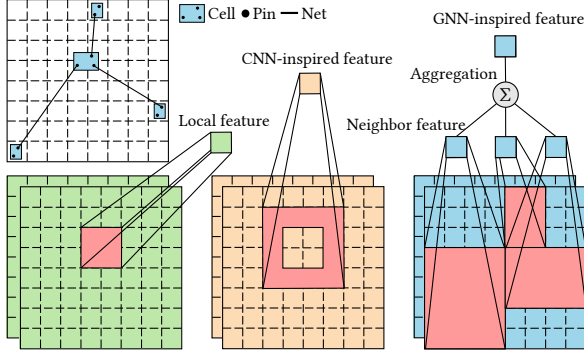 Cell Pin Net
GNN-inspired feature
CNN-inspired feature
Aggregation
Σ
Local feature
Neighbor feature